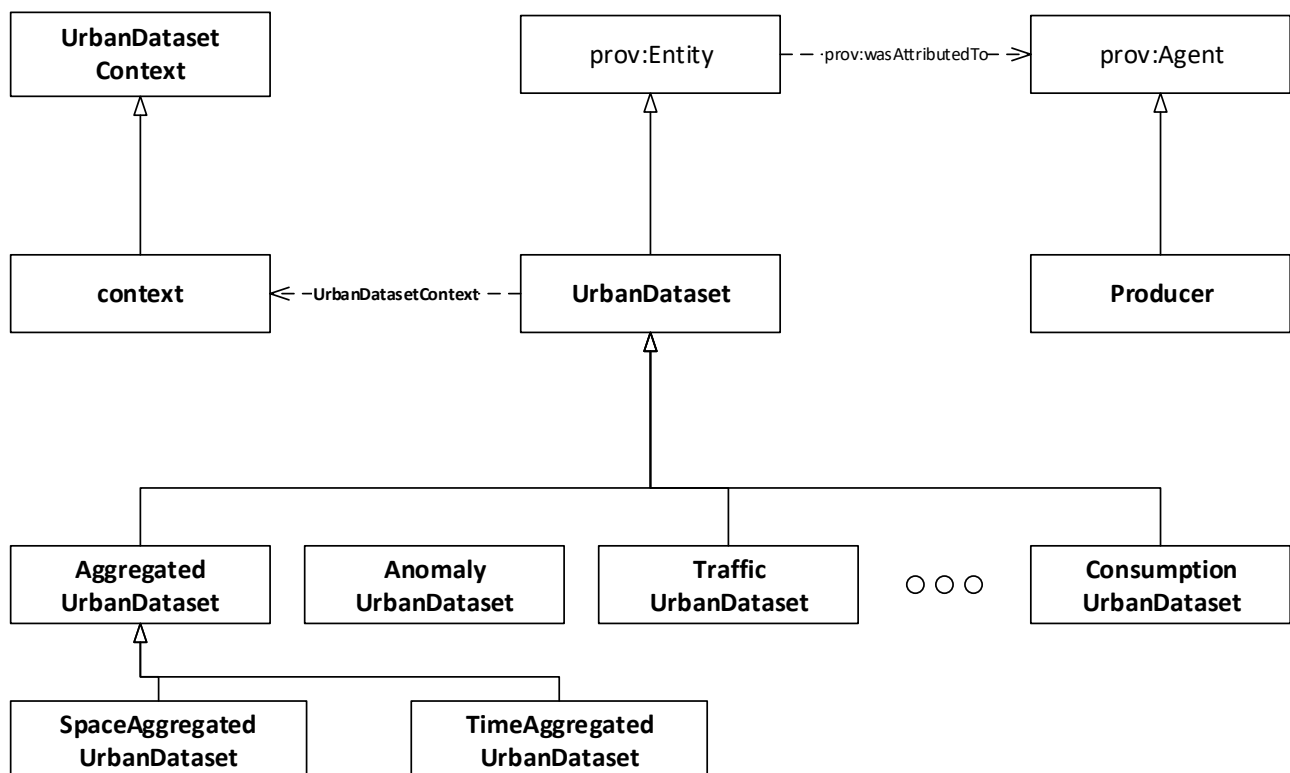 UrbanDataset
Context
prov:Entity
prov:wasAttributedTo
prov:Agent
context
UrbanDatasetContext
UrbanDataset
Producer
Aggregated
UrbanDataset
Anomaly
UrbanDataset
Traffic
UrbanDataset
Consumption
UrbanDataset
SpaceAggregated
UrbanDataset
TimeAggregated
UrbanDataset